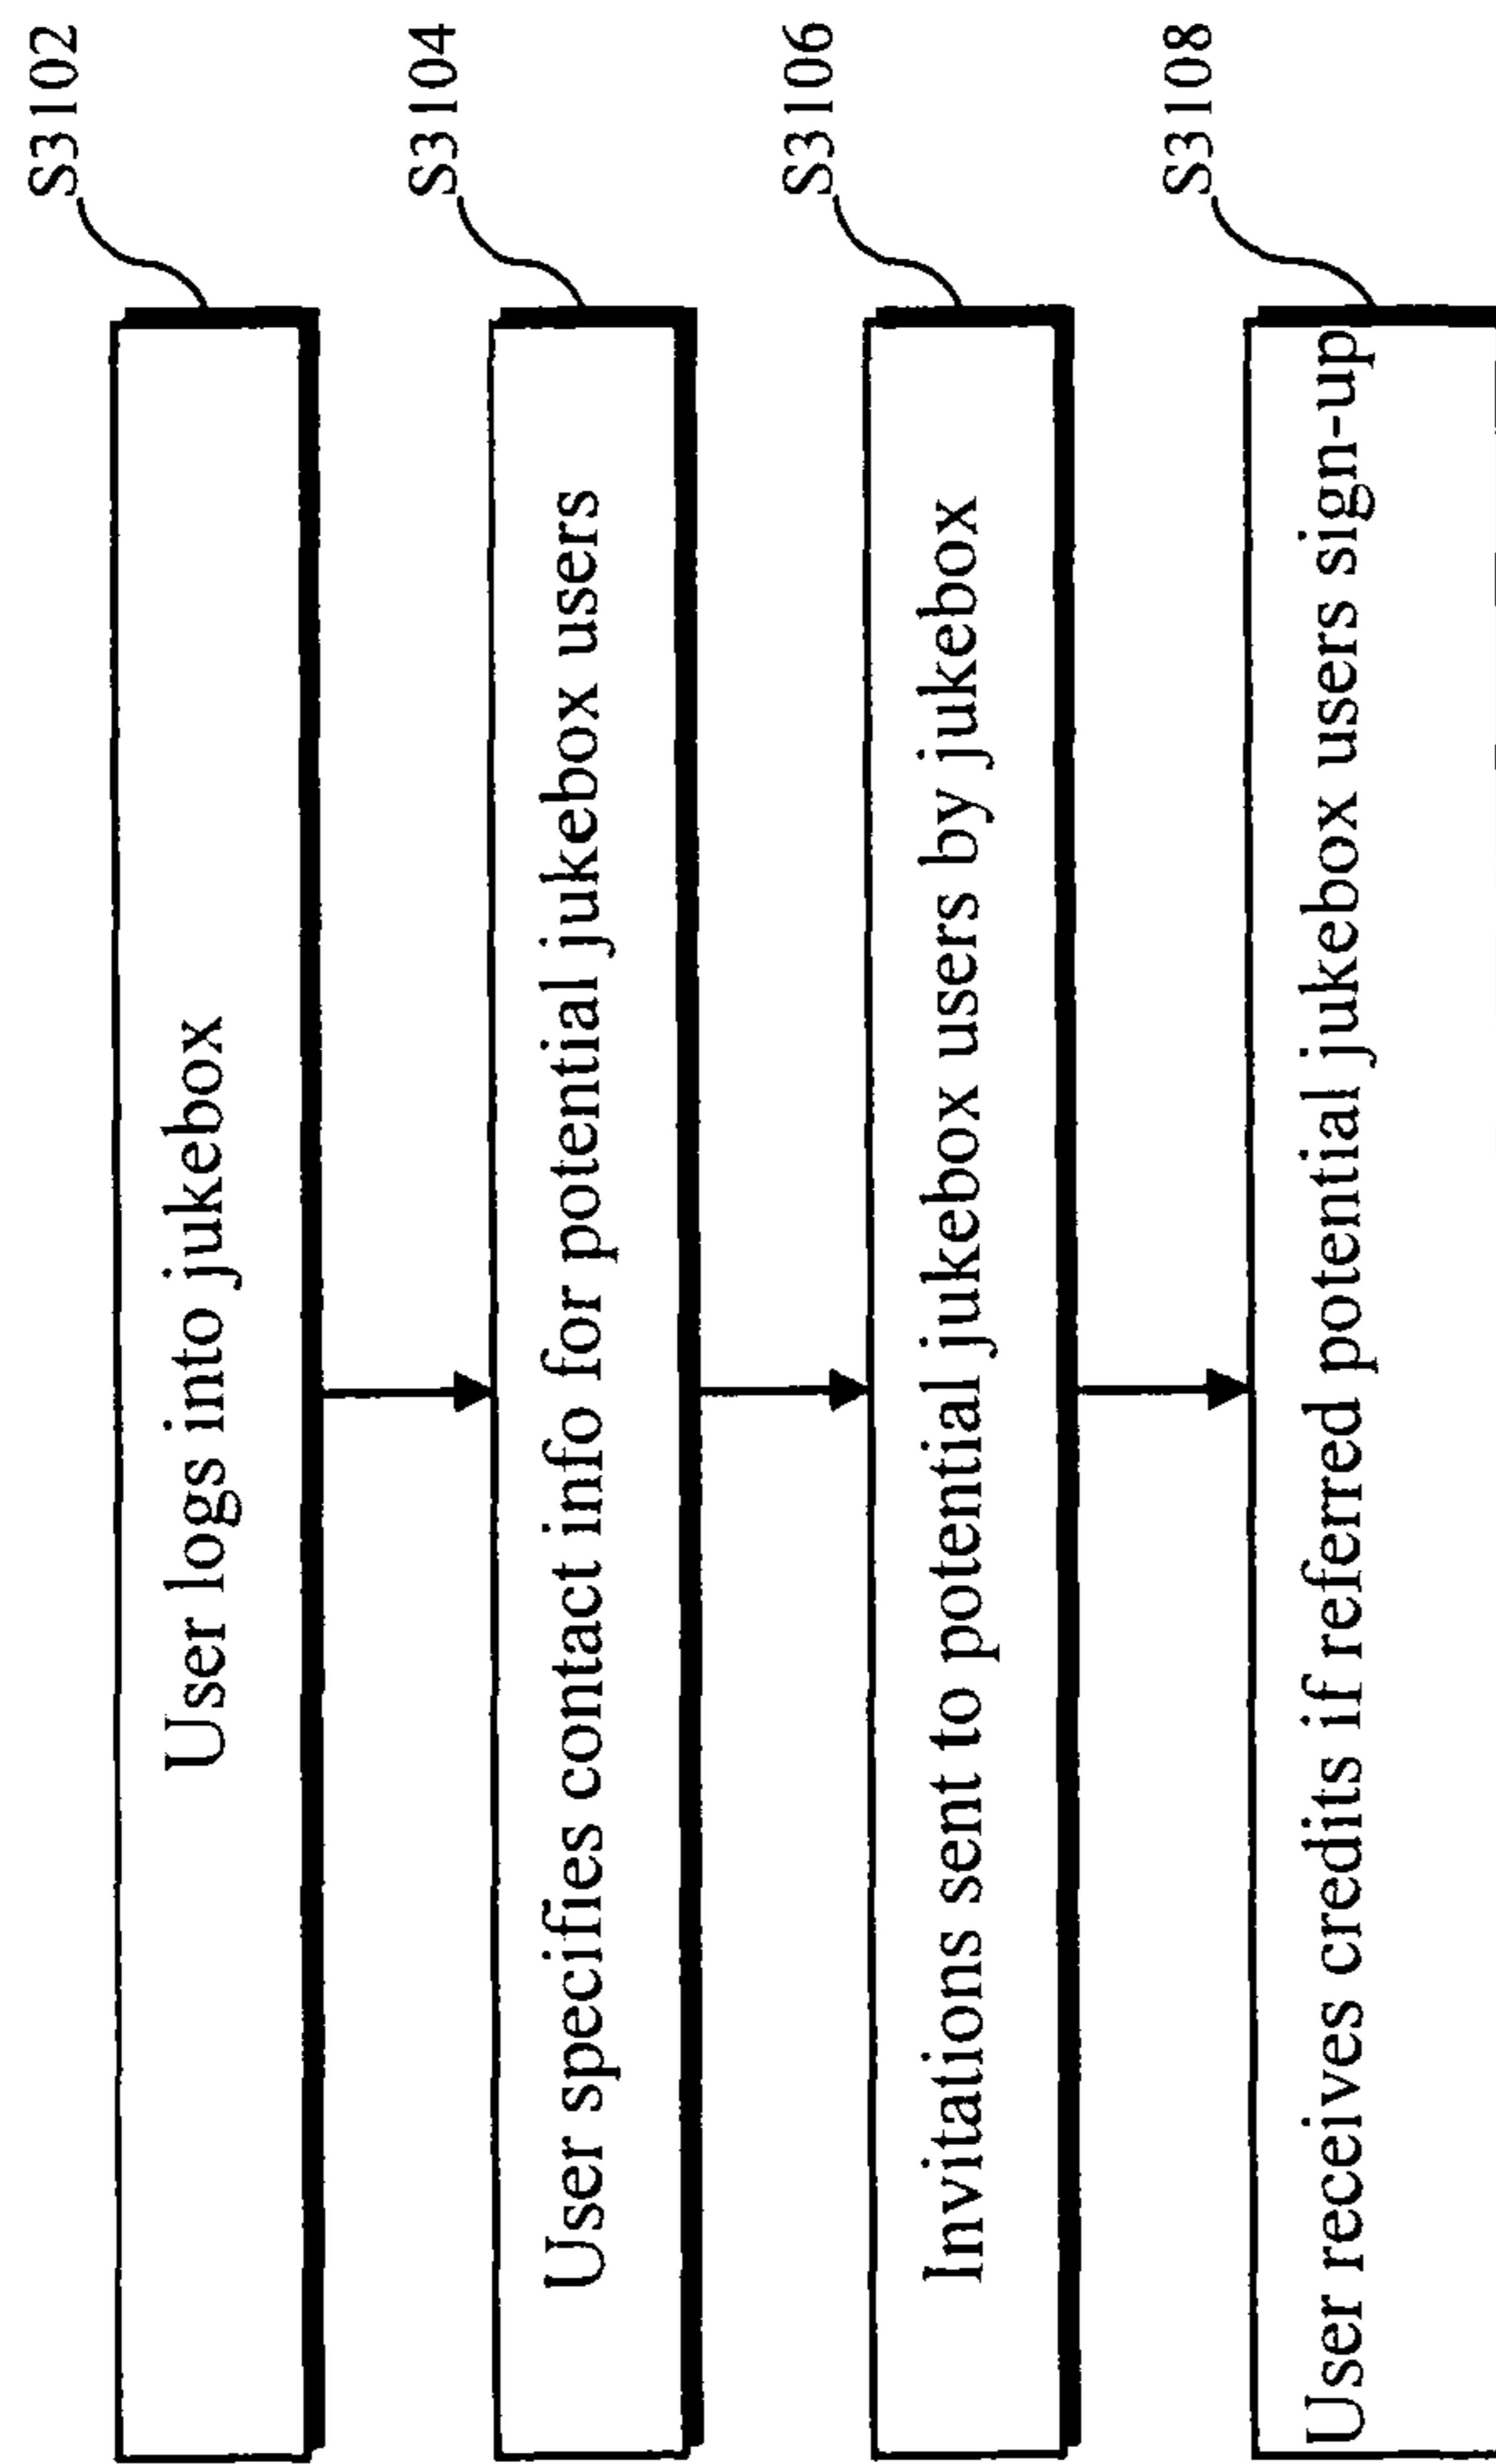 S3102
User logs into jukebox
S3104
User specifies contact info for potential jukebox users
S3106
Invitations sent to potential jukebox users by jukebox
S3108
User receives credits if referred potential jukebox users sign-up